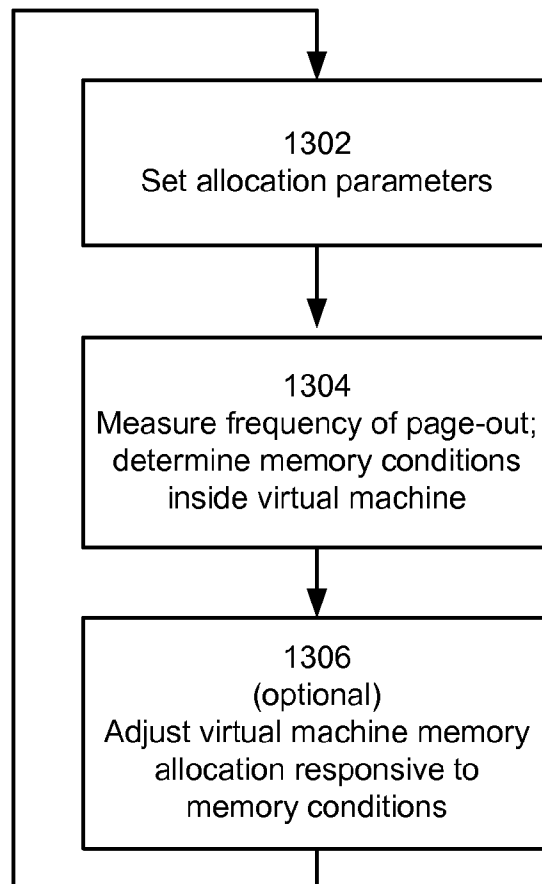 1302
Set allocation parameters
1304
Measure frequency of page-out;
determine memory conditions
inside virtual machine
1306
(optional)
Adjust virtual machine memory
allocation responsive to
memory conditions